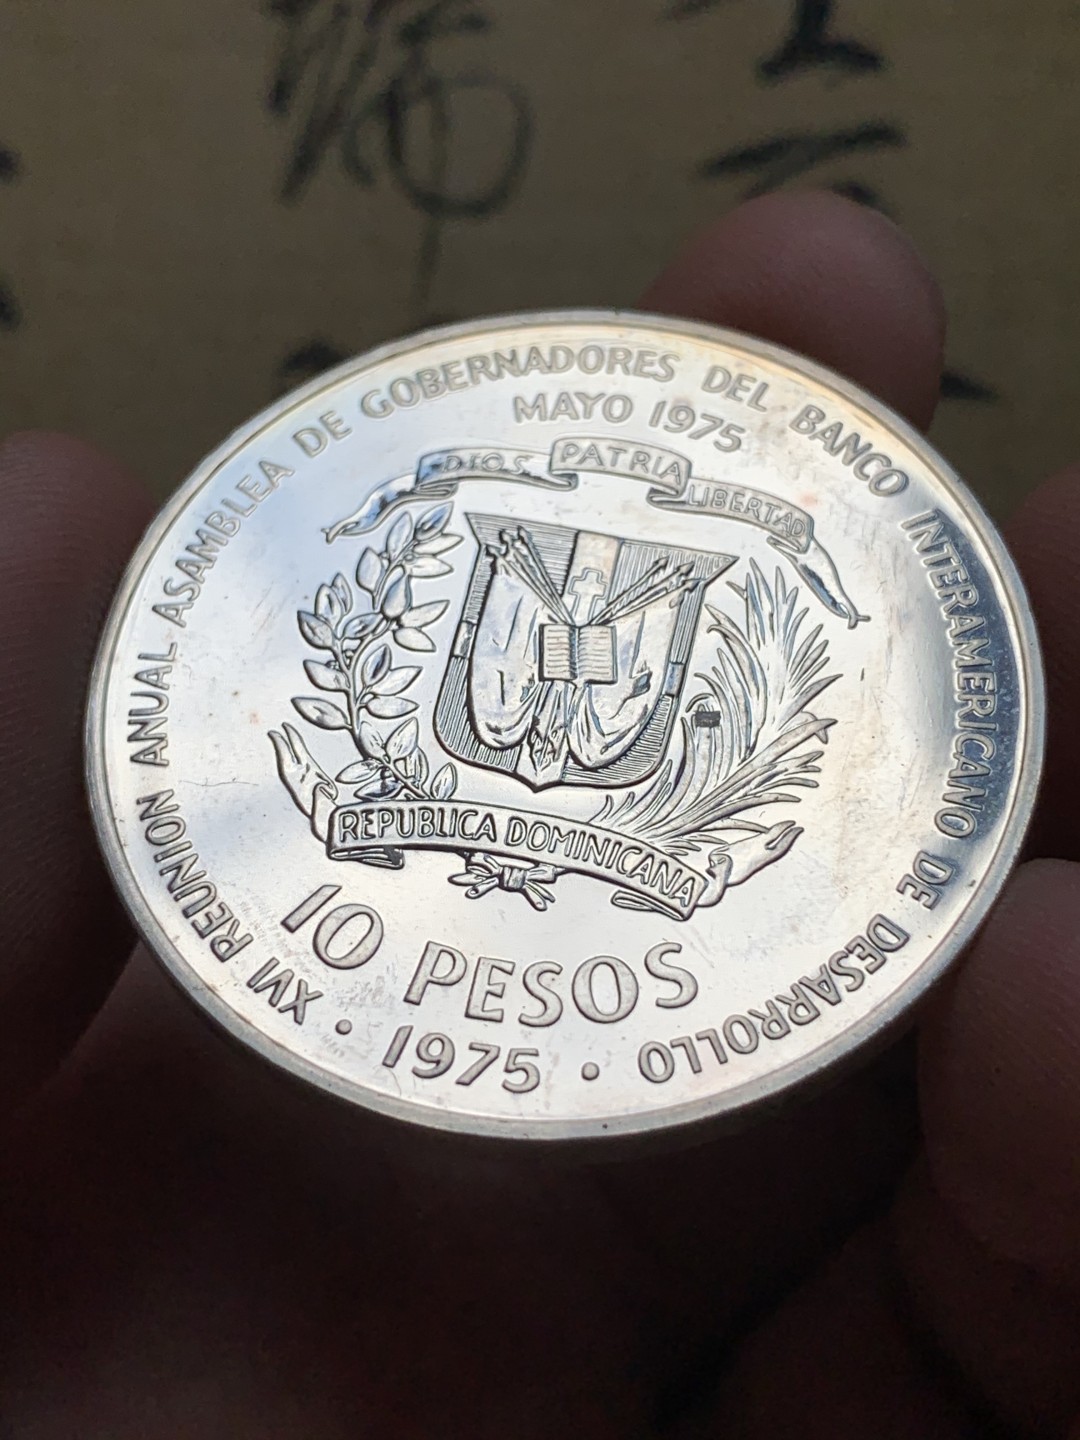 XVI REUNION ANUAL ASAMBLEA DE GOBERNADORES DEL BANCO INTERAMERICANO DE DESARROLLO
MAYO 1975
DIOS PATRIA LIBERTAD
REPUBLICA DOMINICANA
10 PESOS
• 1975 •